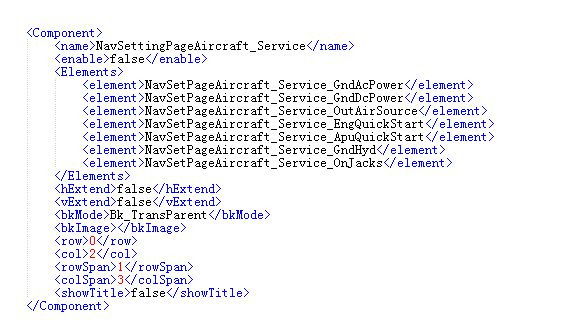 <Component>
<name>NavSettingPageAircraft_Service</name>
<enable>false</enable>
<Elements>
<element>NavSetPageAircraft_Service_GndAcPower</element>
<element>NavSetPageAircraft_Service_GndDcPower</element>
<element>NavSetPageAircraft_Service_OutAirSource</element>
<element>NavSetPageAircraft_Service_EngQuickStart</element>
<element>NavSetPageAircraft_Service_ApuQuickStart</element>
<element>NavSetPageAircraft_Service_GndHyd</element>
<element>NavSetPageAircraft_Service_OnJacks</element>
</Elements>
<hExtend>false</hExtend>
<vExtend>false</vExtend>
<bkMode>Bk_TransParent</bkMode>
<bkImage></bkImage>
<row>0</row>
<col>2</col>
<rowSpan>1</rowSpan>
<colSpan>3</colSpan>
<showTitle>false</showTitle>
</Component>